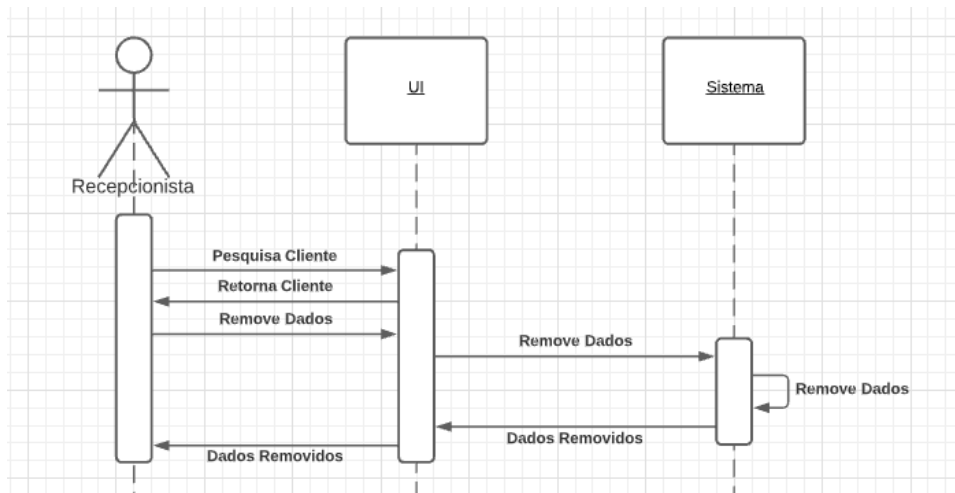 UI
Sistema
Recepcionista
Pesquisa Cliente
Retorna Cliente
Remove Dados
Remove Dados
Remove Dados
Dados Removidos
Dados Removidos